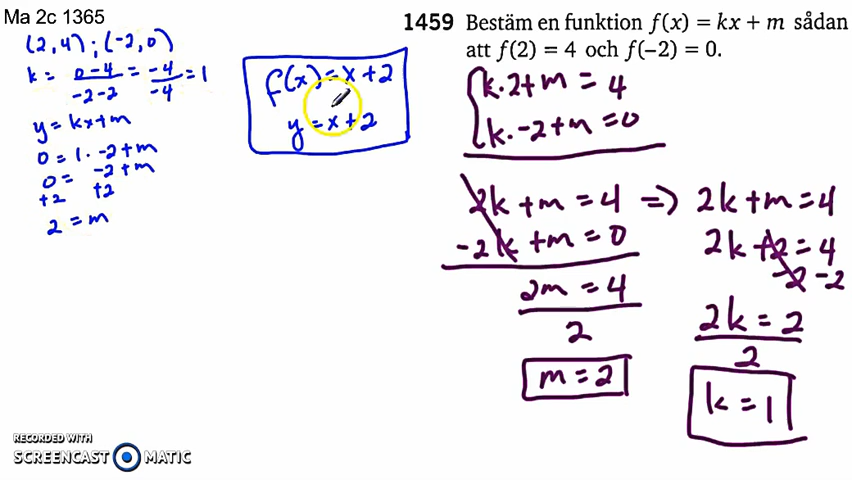 Ma 2c 1365
(2,4) ; (-2,0)
k = 0-4/-2-2 = -4/-4 = 1
y = kx+m
0 = 1 · -2+m
0 = -2+m
+2 +2
2 = m
f(x) = x+2
y = x+2
1459 Bestäm en funktion f(x) = kx + m sådan
att f(2) = 4 och f(−2) = 0.
k·2+m = 4
k·-2+m = 0
2k +m = 4 => 2k+m = 4
-2k +m = 0 2k +2 = 4
-2 -2
2m = 4
2
m = 2
2k = 2
2
k = 1
RECORDED WITH
SCREENCAST MATIC